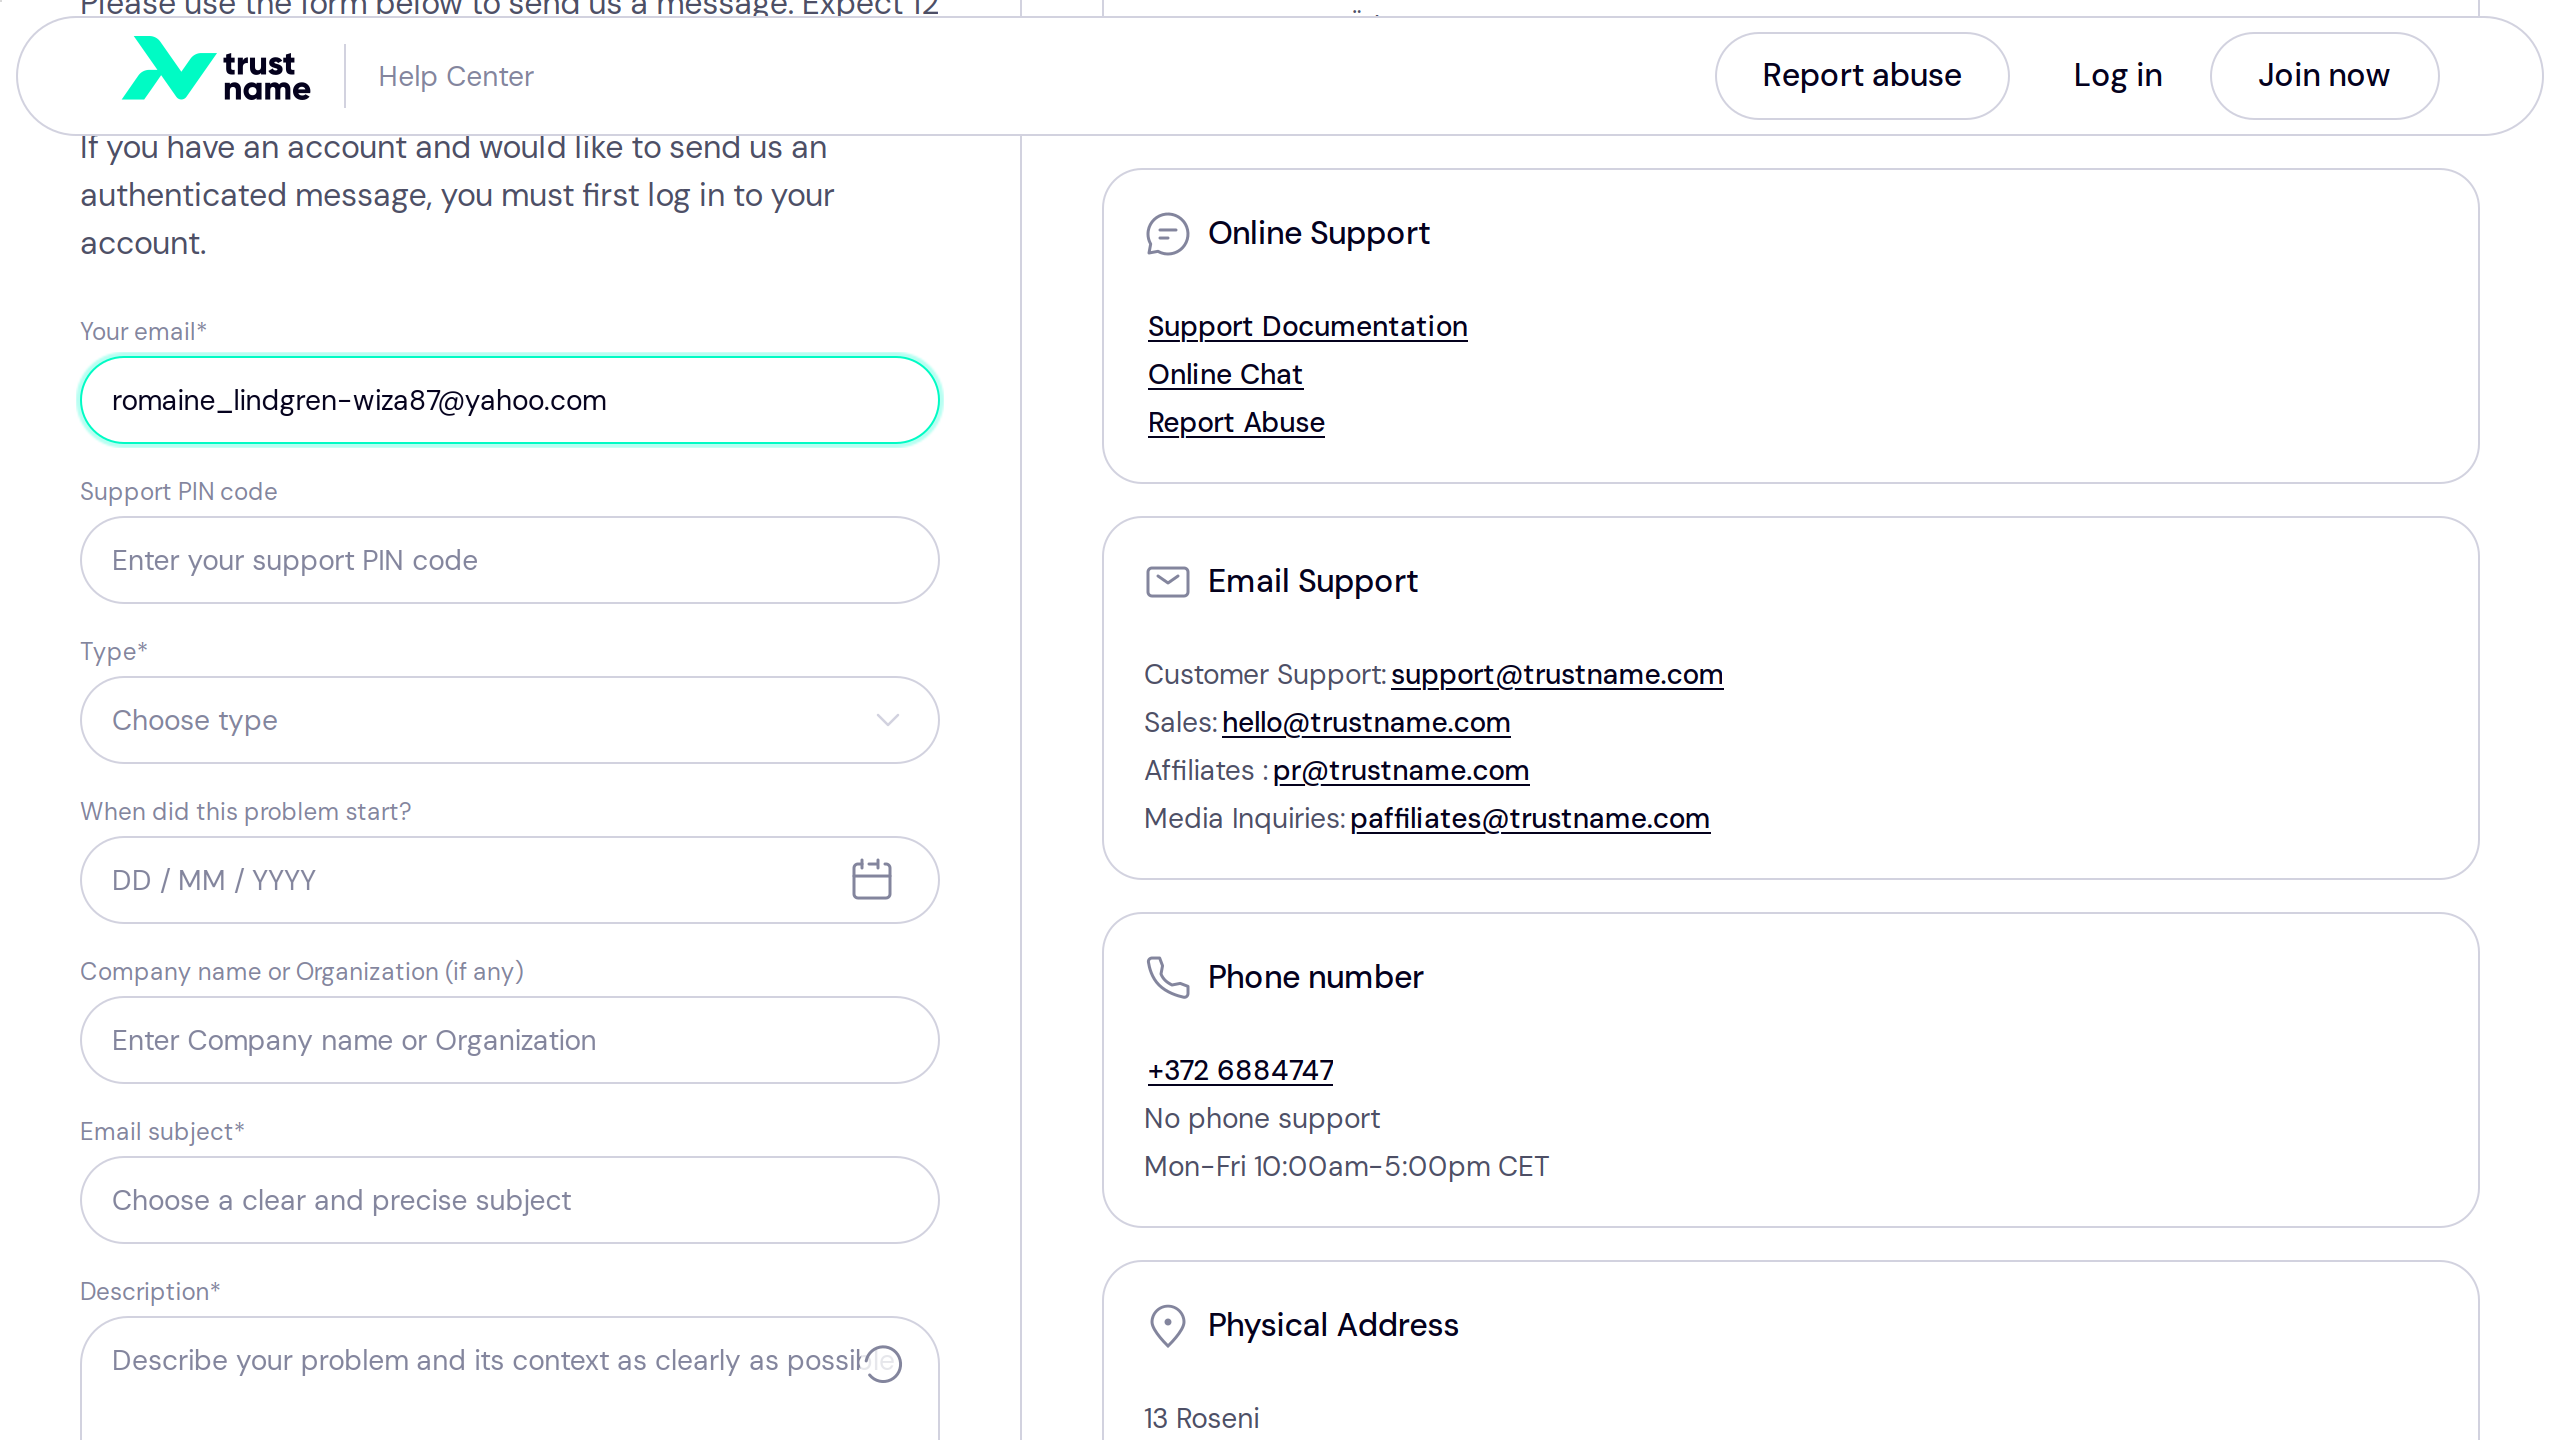 Please use the form below to send us a message. Expect 12
trust
name
Help Center
Report abuse
Log in
Join now
If you have an account and would like to send us an
authenticated message, you must first log in to your
account.
Your email*
romaine_lindgren-wiza87@yahoo.com
Support PIN code
Enter your support PIN code
Type*
Choose type
When did this problem start?
DD / MM / YYYY
Company name or Organization (if any)
Enter Company name or Organization
Email subject*
Choose a clear and precise subject
Description*
Describe your problem and its context as clearly as possible
Online Support
Support Documentation
Online Chat
Report Abuse
Email Support
Customer Support: support@trustname.com
Sales: hello@trustname.com
Affiliates : pr@trustname.com
Media Inquiries: paffiliates@trustname.com
Phone number
+372 6884747
No phone support
Mon-Fri 10:00am-5:00pm CET
Physical Address
13 Roseni